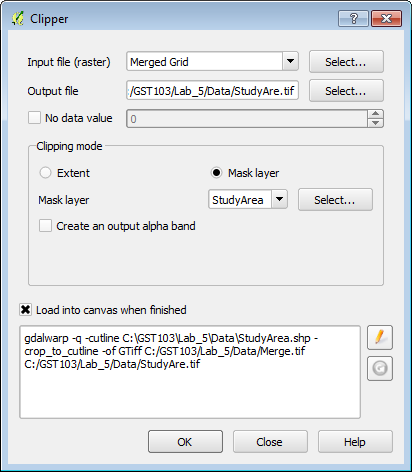 Clipper
Input file (raster) Merged Grid Select...
Output file :/GST103/Lab_5/Data/StudyAre.tif Select...
No data value 0
Clipping mode
Extent Mask layer
Mask layer StudyArea Select...
Create an output alpha band
Load into canvas when finished
gdalwarp -q -cutline C:\GST103\Lab_5\Data\StudyArea.shp -
crop_to_cutline -of GTiff C:/GST103/Lab_5/Data/Merge.tif
C:/GST103/Lab_5/Data/StudyAre.tif
OK Close Help